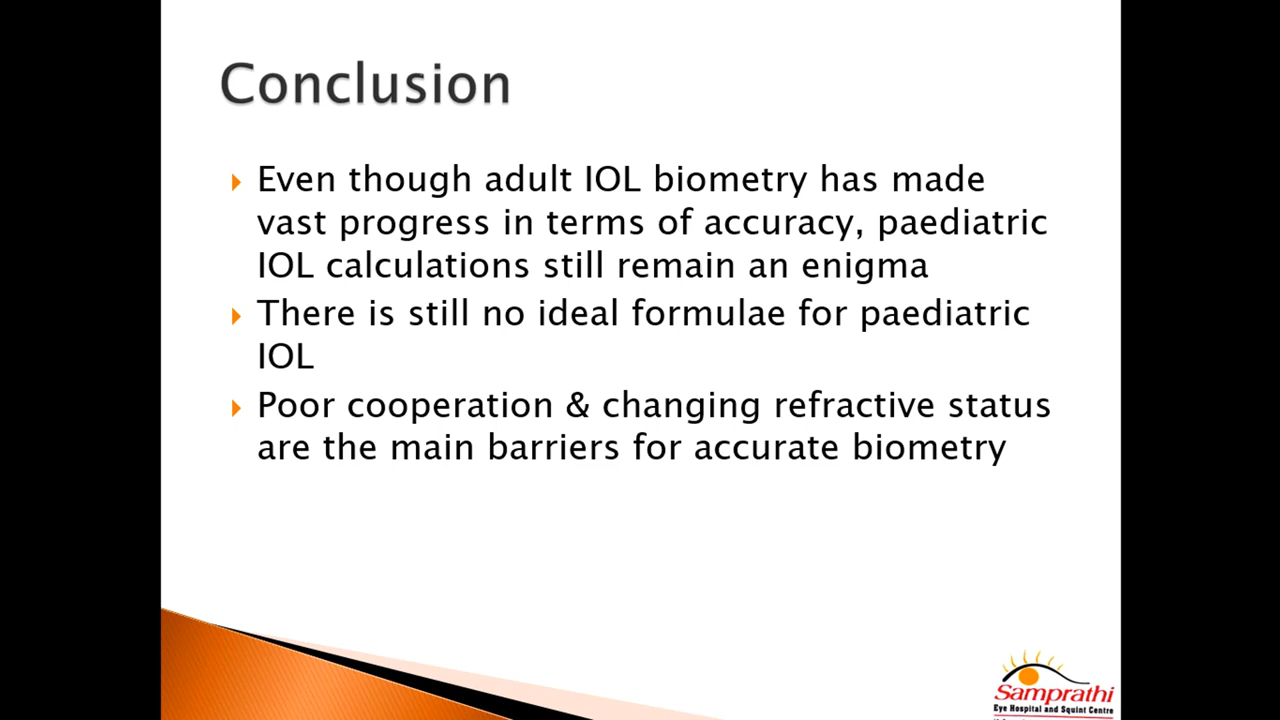 Conclusion
Even though adult IOL biometry has made
vast progress in terms of accuracy, paediatric
IOL calculations still remain an enigma
There is still no ideal formulae for paediatric
IOL
Poor cooperation & changing refractive status
are the main barriers for accurate biometry
Samprathi
Eye Hospital and Squint Centre